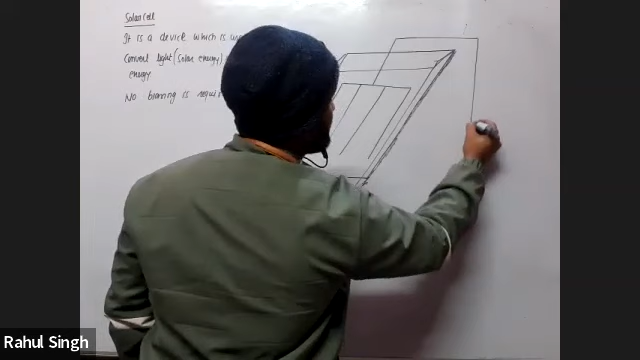 Solar Cell
It is a device which is
Convert light (solar energy)
energy
No biasing is
Rahul Singh